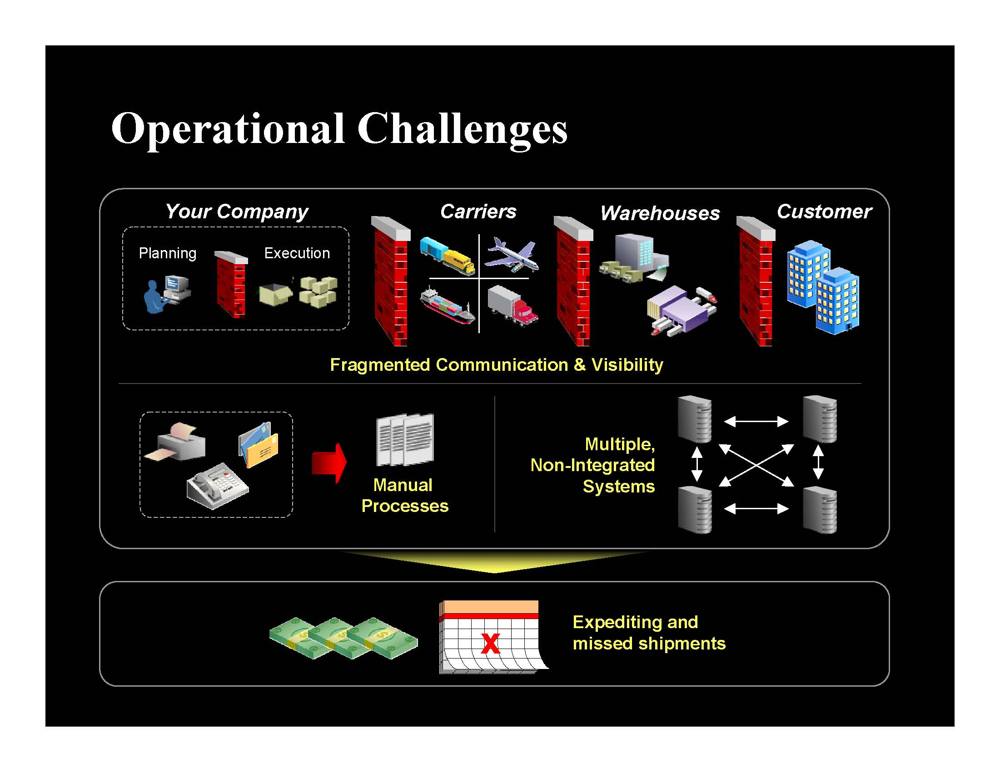 Operational Challenges
Your Company
Carriers
Warehouses
Customer
Planning
Execution
Fragmented Communication & Visibility
Manual
Processes
Multiple,
Non-Integrated
Systems
X
Expediting and
missed shipments